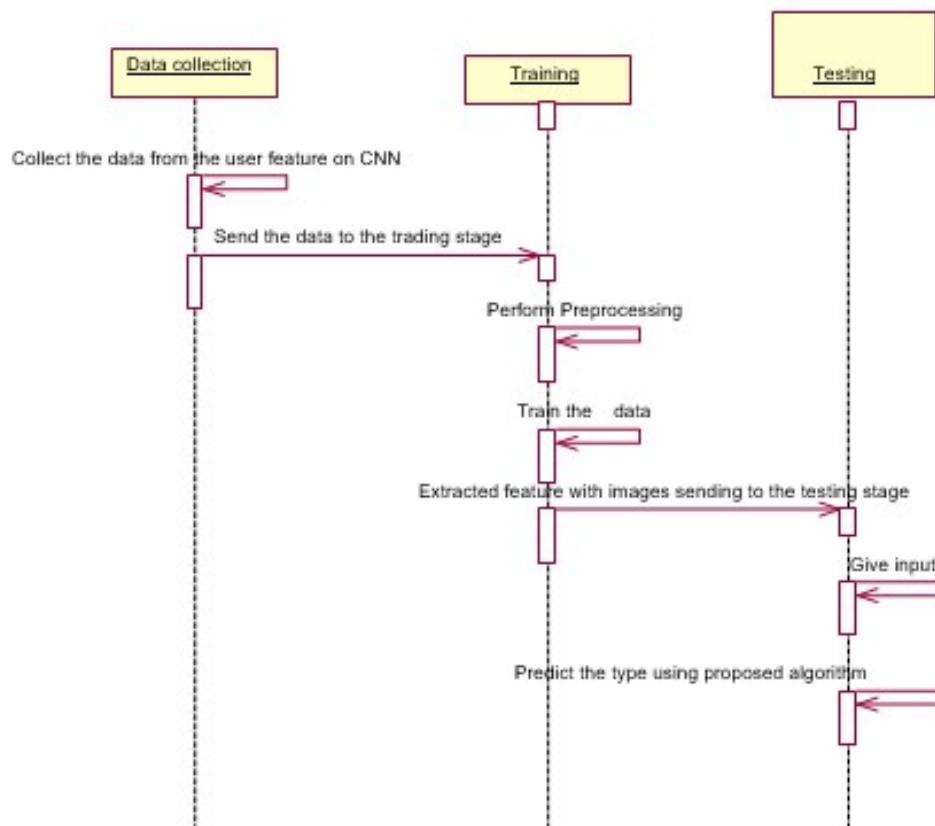 Data collection
Training
Testing
Collect the data from the user feature on CNN
Send the data to the trading stage
Perform Preprocessing
Train the data
Extracted feature with images sending to the testing stage
Give input
Predict the type using proposed algorithm